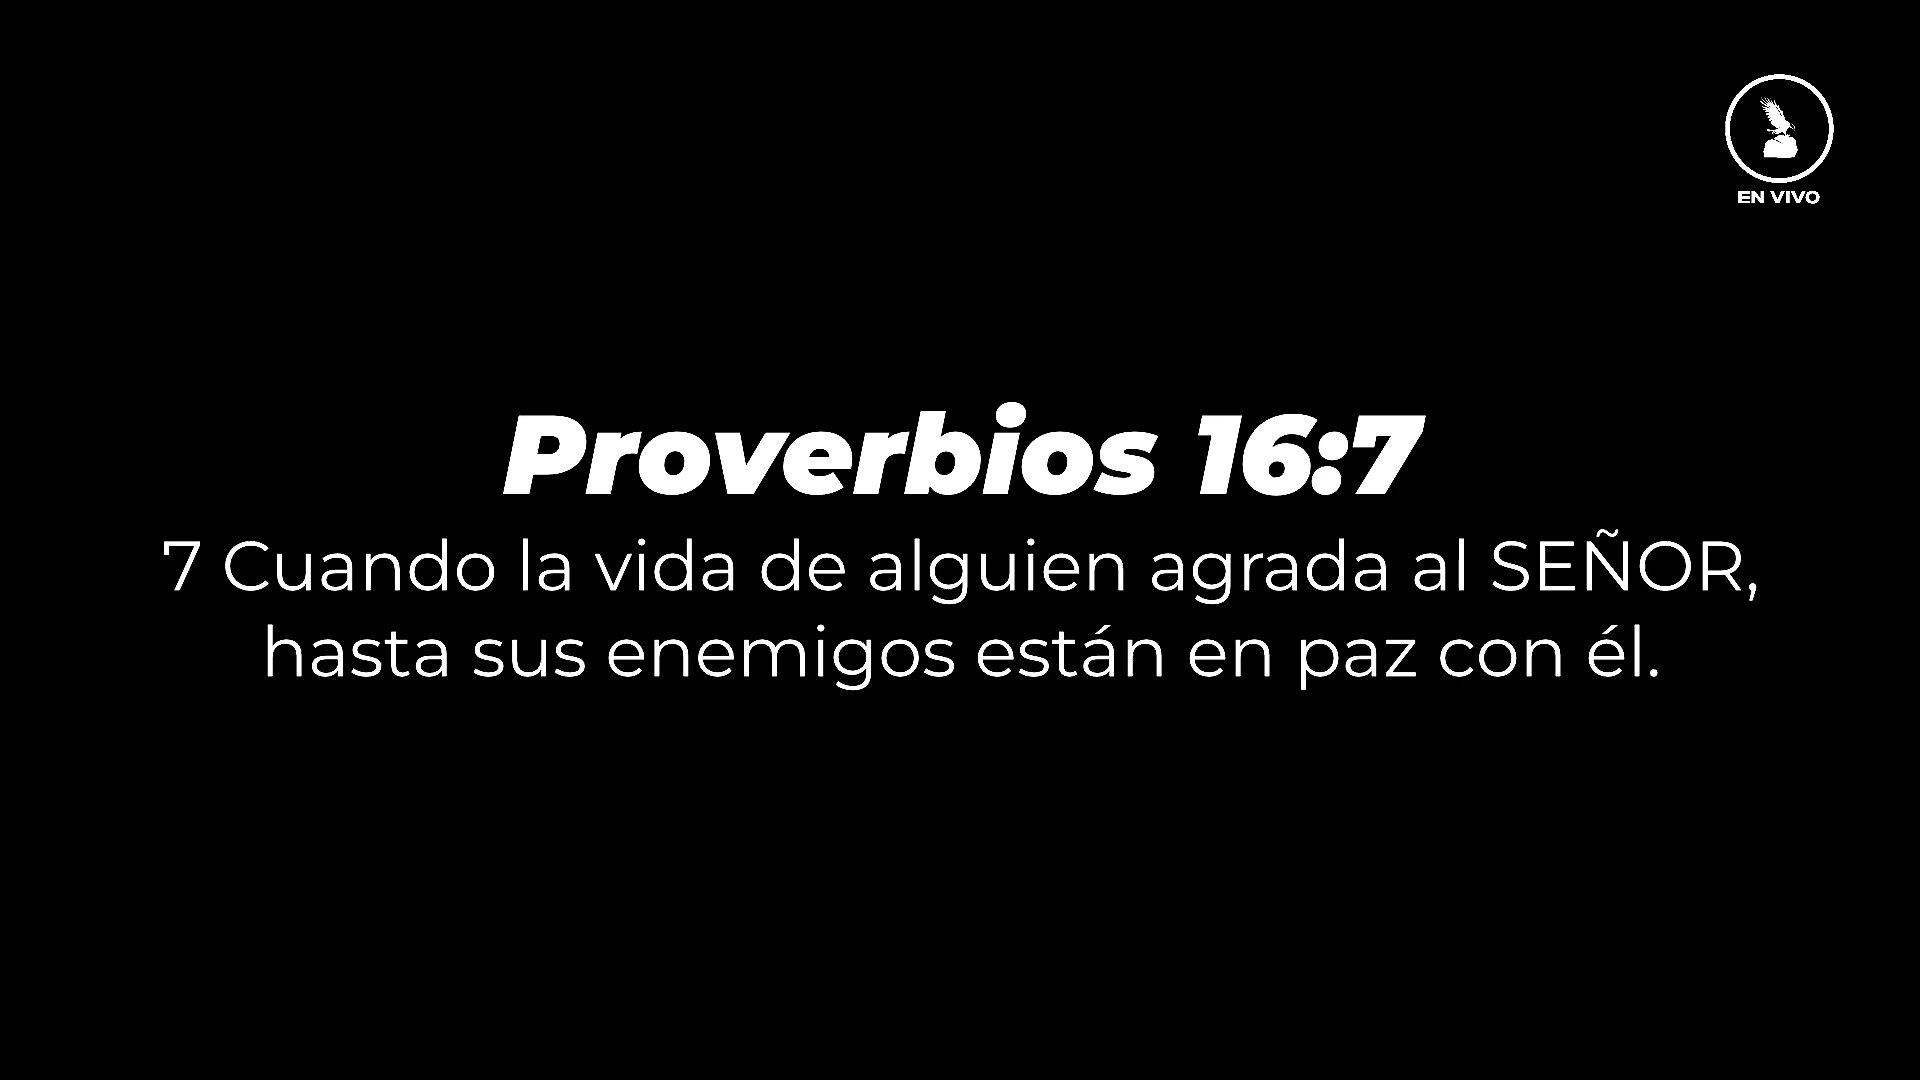 EN VIVO
Proverbios 16:7
7 Cuando la vida de alguien agrada al SEÑOR,
hasta sus enemigos están en paz con él.